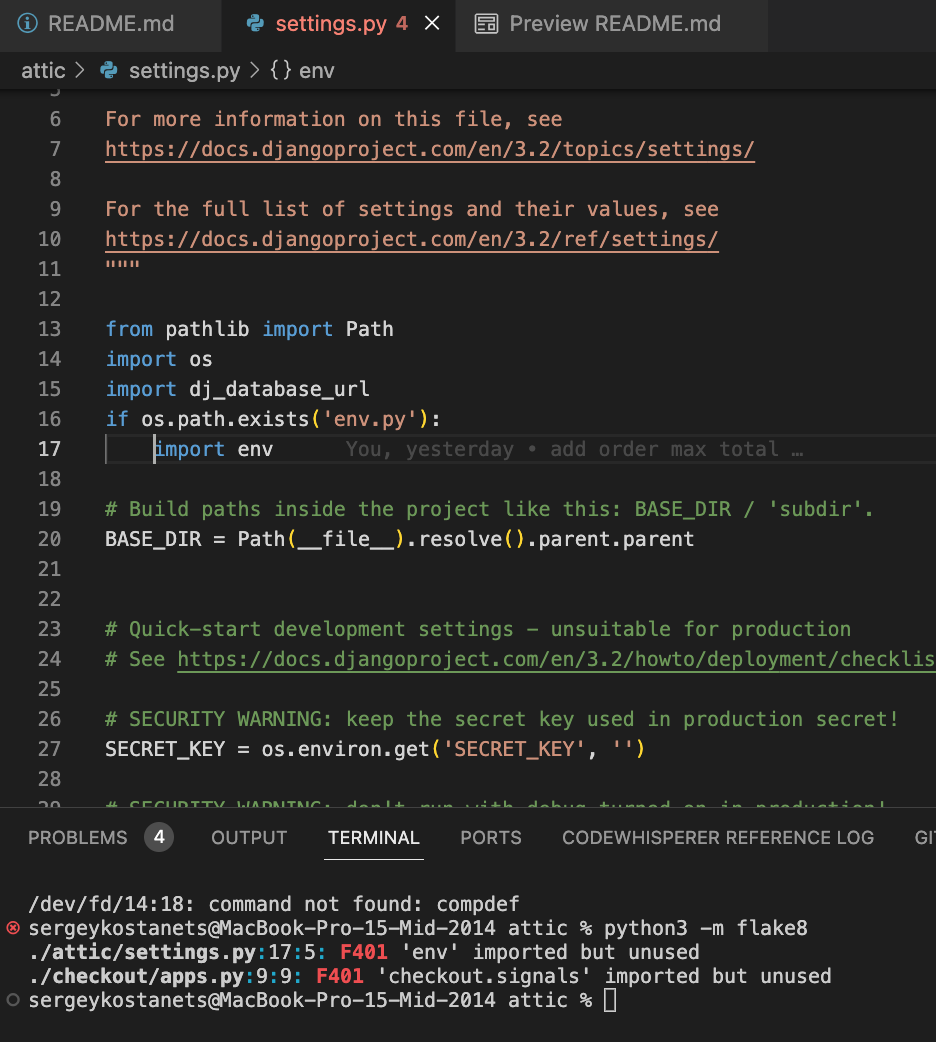 README.md settings.py 4 Preview README.md
attic > settings.py > {} env
5
6 For more information on this file, see
7 https://docs.djangoproject.com/en/3.2/topics/settings/
8
9 For the full list of settings and their values, see
10 https://docs.djangoproject.com/en/3.2/ref/settings/
11 """
12
13 from pathlib import Path
14 import os
15 import dj_database_url
16 if os.path.exists('env.py'):
17     import env You, yesterday • add order max total …
18
19 # Build paths inside the project like this: BASE_DIR / 'subdir'.
20 BASE_DIR = Path(__file__).resolve().parent.parent
21
22
23 # Quick-start development settings - unsuitable for production
24 # See https://docs.djangoproject.com/en/3.2/howto/deployment/checklis
25
26 # SECURITY WARNING: keep the secret key used in production secret!
27 SECRET_KEY = os.environ.get('SECRET_KEY', '')
28
29 # SECURITY WARNING: don't run with debug turned on in production!
PROBLEMS 4 OUTPUT TERMINAL PORTS CODEWHISPERER REFERENCE LOG GI
/dev/fd/14:18: command not found: compdef
sergeykostanets@MacBook-Pro-15-Mid-2014 attic % python3 -m flake8
./attic/settings.py:17:5: F401 'env' imported but unused
./checkout/apps.py:9:9: F401 'checkout.signals' imported but unused
sergeykostanets@MacBook-Pro-15-Mid-2014 attic %